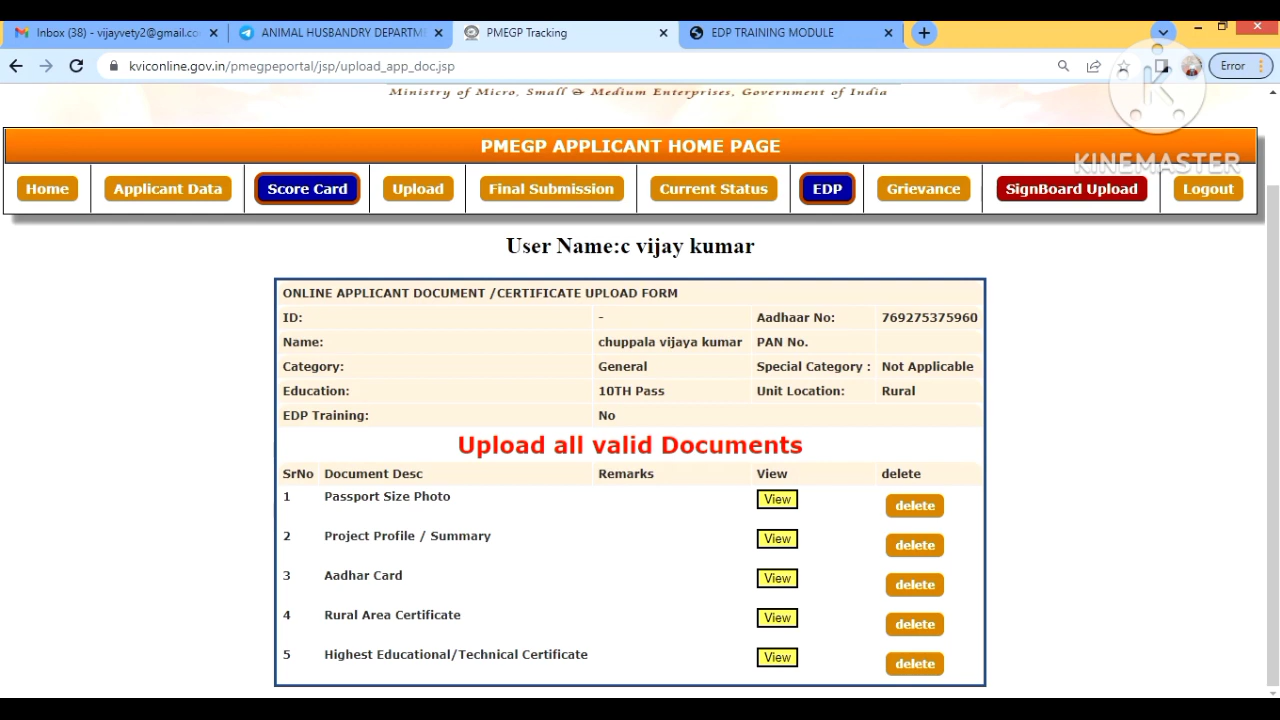 Inbox (38) - vijayvety2@gmail.co
ANIMAL HUSBANDRY DEPARTM
PMEGP Tracking
EDP TRAINING MODULE
kviconline.gov.in/pmegpeportal/jsp/upload_app_doc.jsp
Error
Ministry of Micro, Small & Medium Enterprises, Government of India
K
KINEMASTER
PMEGP APPLICANT HOME PAGE
Home Applicant Data Score Card Upload Final Submission Current Status EDP Grievance SignBoard Upload Logout
User Name:c vijay kumar
ONLINE APPLICANT DOCUMENT /CERTIFICATE UPLOAD FORM
ID: - Aadhaar No: 769275375960
Name: chuppala vijaya kumar PAN No.
Category: General Special Category : Not Applicable
Education: 10TH Pass Unit Location: Rural
EDP Training: No
Upload all valid Documents
SrNo Document Desc Remarks View delete
1 Passport Size Photo View delete
2 Project Profile / Summary View delete
3 Aadhar Card View delete
4 Rural Area Certificate View delete
5 Highest Educational/Technical Certificate View delete